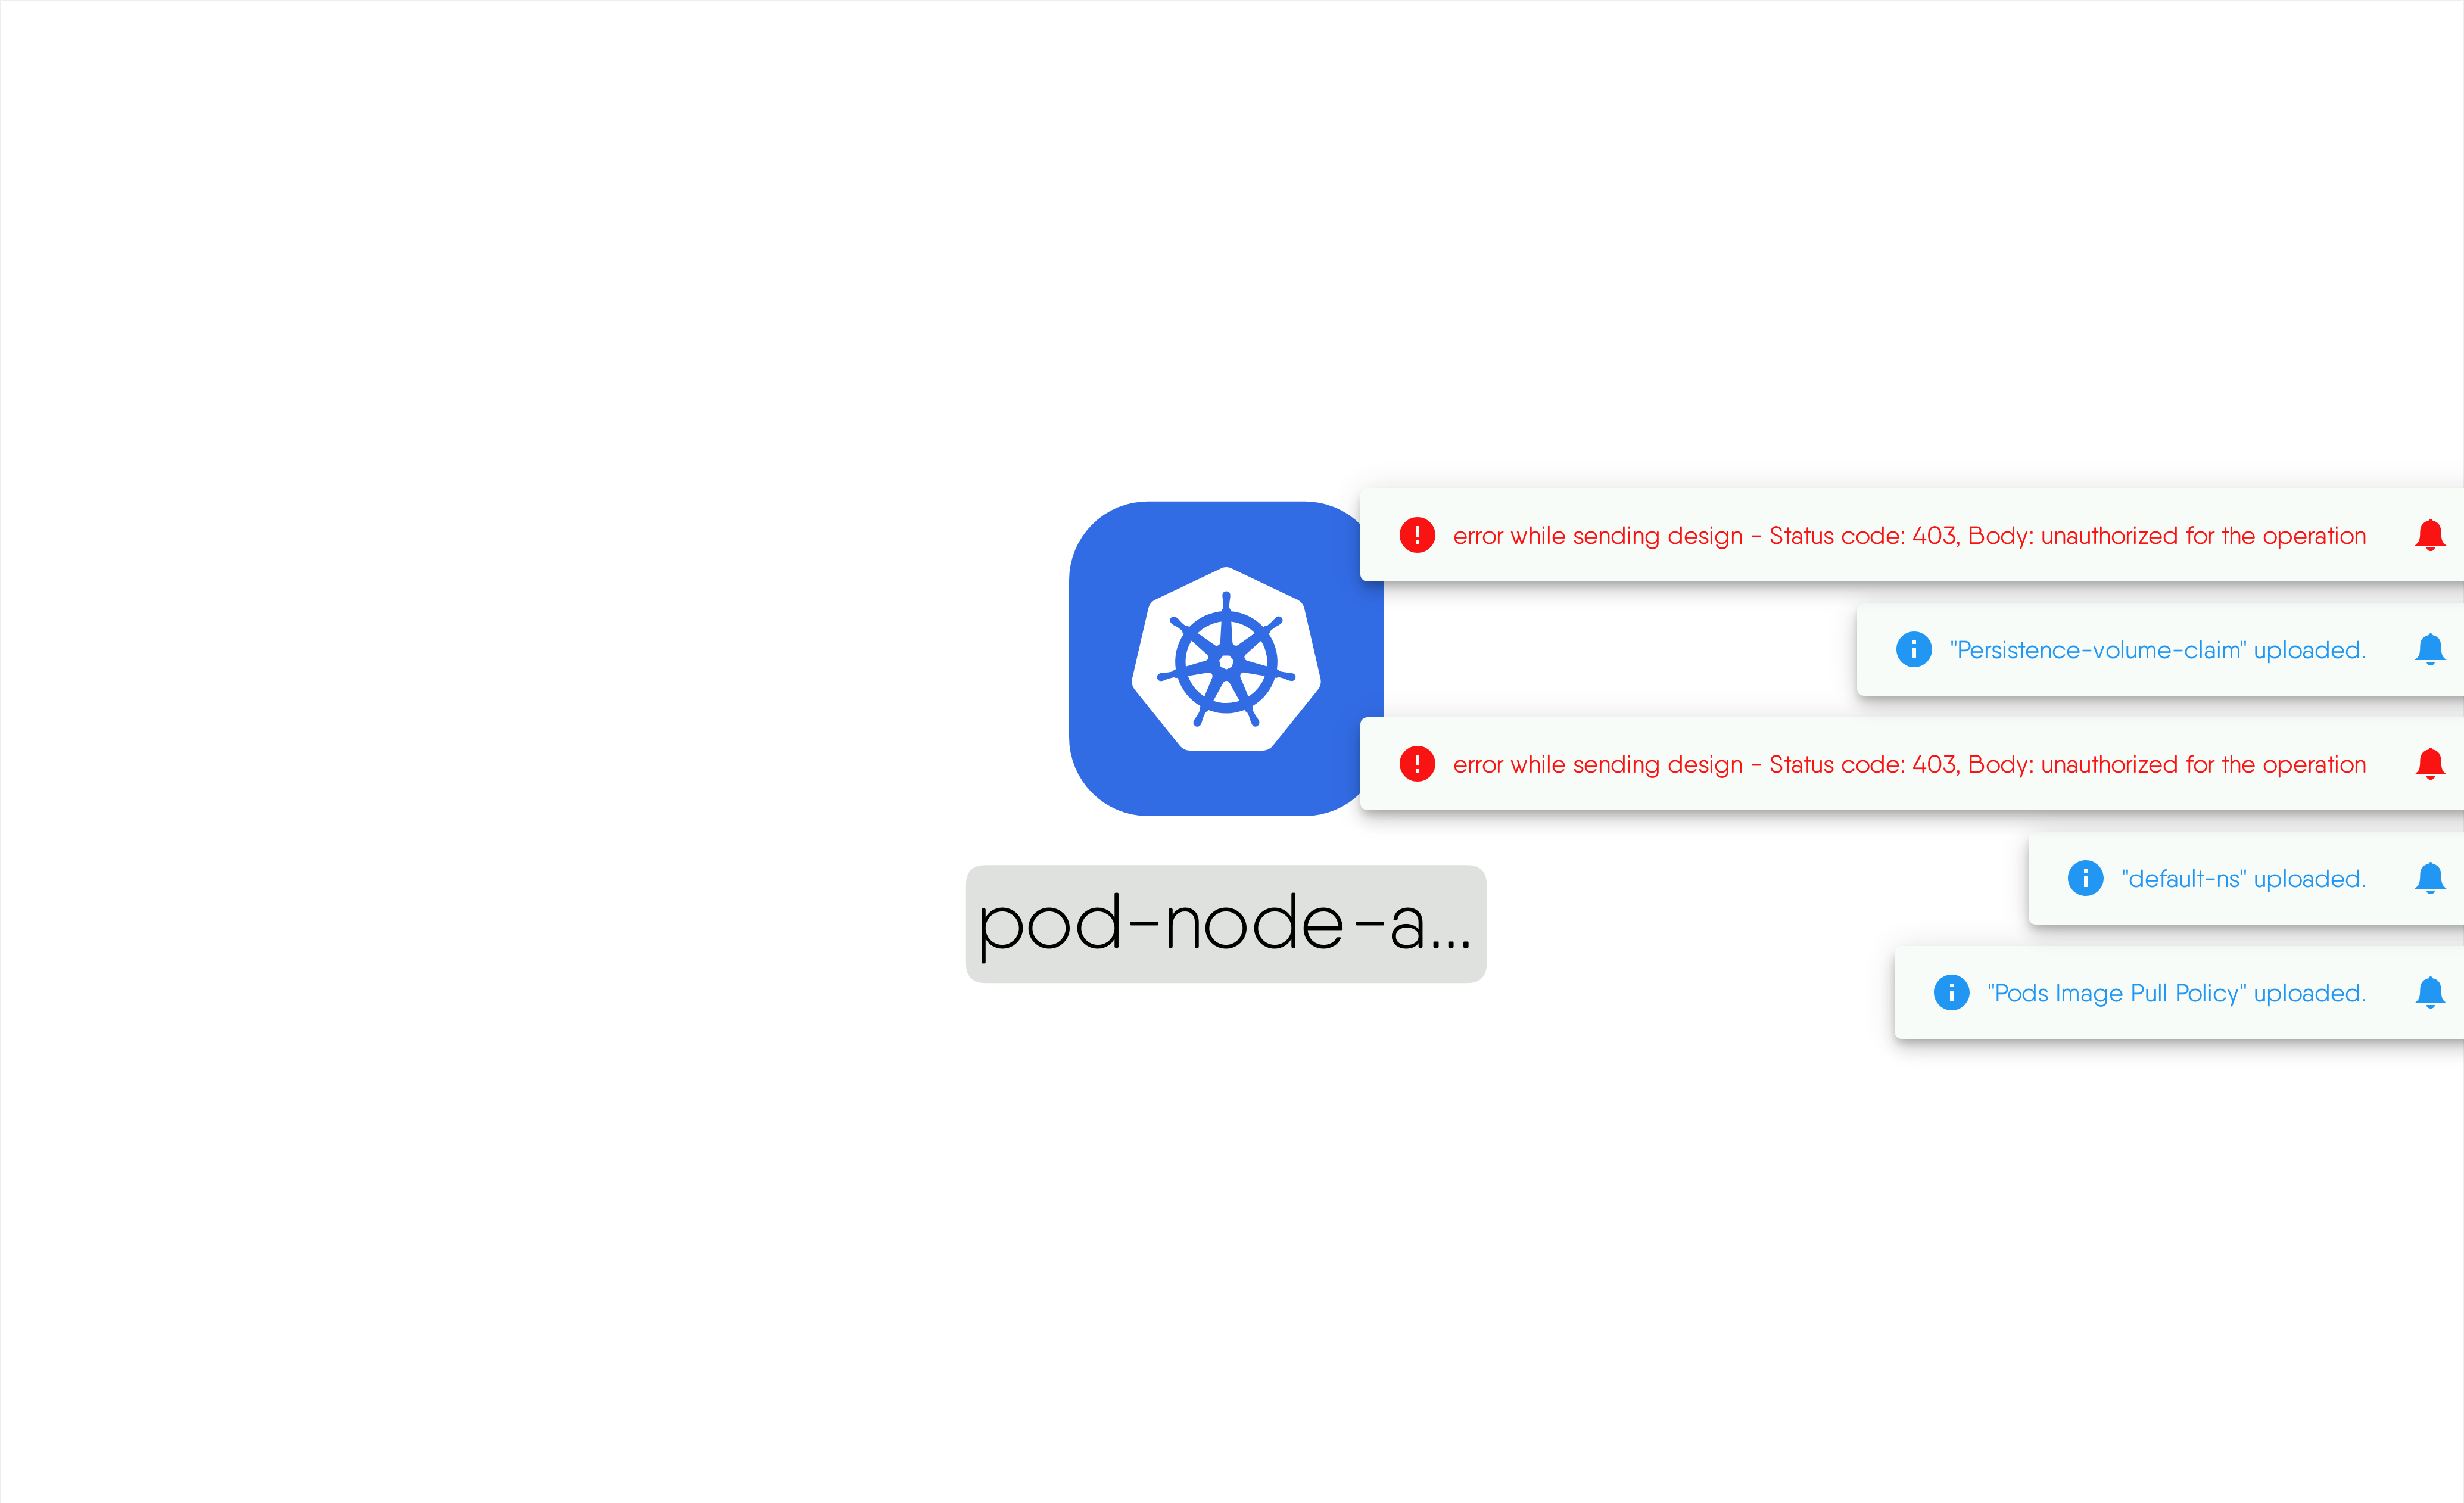 error while sending design - Status code: 403, Body: unauthorized for the operation
"Persistence-volume-claim" uploaded.
error while sending design - Status code: 403, Body: unauthorized for the operation
"default-ns" uploaded.
pod-node-a...
"Pods Image Pull Policy" uploaded.